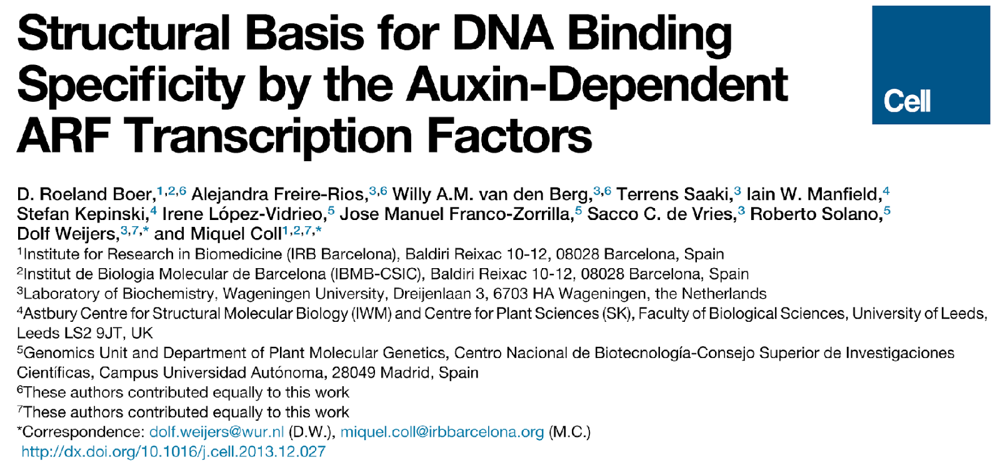 Structural Basis for DNA Binding
Specificity by the Auxin-Dependent
ARF Transcription Factors
Cell
D. Roeland Boer,1,2,6 Alejandra Freire-Rios,3,6 Willy A.M. van den Berg,3,6 Terrens Saaki,3 Iain W. Manfield,4
Stefan Kepinski,4 Irene López-Vidrieo,5 Jose Manuel Franco-Zorrilla,5 Sacco C. de Vries,3 Roberto Solano,5
Dolf Weijers,3,7,* and Miquel Coll1,2,7,*
1Institute for Research in Biomedicine (IRB Barcelona), Baldiri Reixac 10-12, 08028 Barcelona, Spain
2Institut de Biologia Molecular de Barcelona (IBMB-CSIC), Baldiri Reixac 10-12, 08028 Barcelona, Spain
3Laboratory of Biochemistry, Wageningen University, Dreijenlaan 3, 6703 HA Wageningen, the Netherlands
4Astbury Centre for Structural Molecular Biology (IWM) and Centre for Plant Sciences (SK), Faculty of Biological Sciences, University of Leeds,
Leeds LS2 9JT, UK
5Genomics Unit and Department of Plant Molecular Genetics, Centro Nacional de Biotecnología-Consejo Superior de Investigaciones
Científicas, Campus Universidad Autónoma, 28049 Madrid, Spain
6These authors contributed equally to this work
7These authors contributed equally to this work
*Correspondence: dolf.weijers@wur.nl (D.W.), miquel.coll@irbbarcelona.org (M.C.)
http://dx.doi.org/10.1016/j.cell.2013.12.027